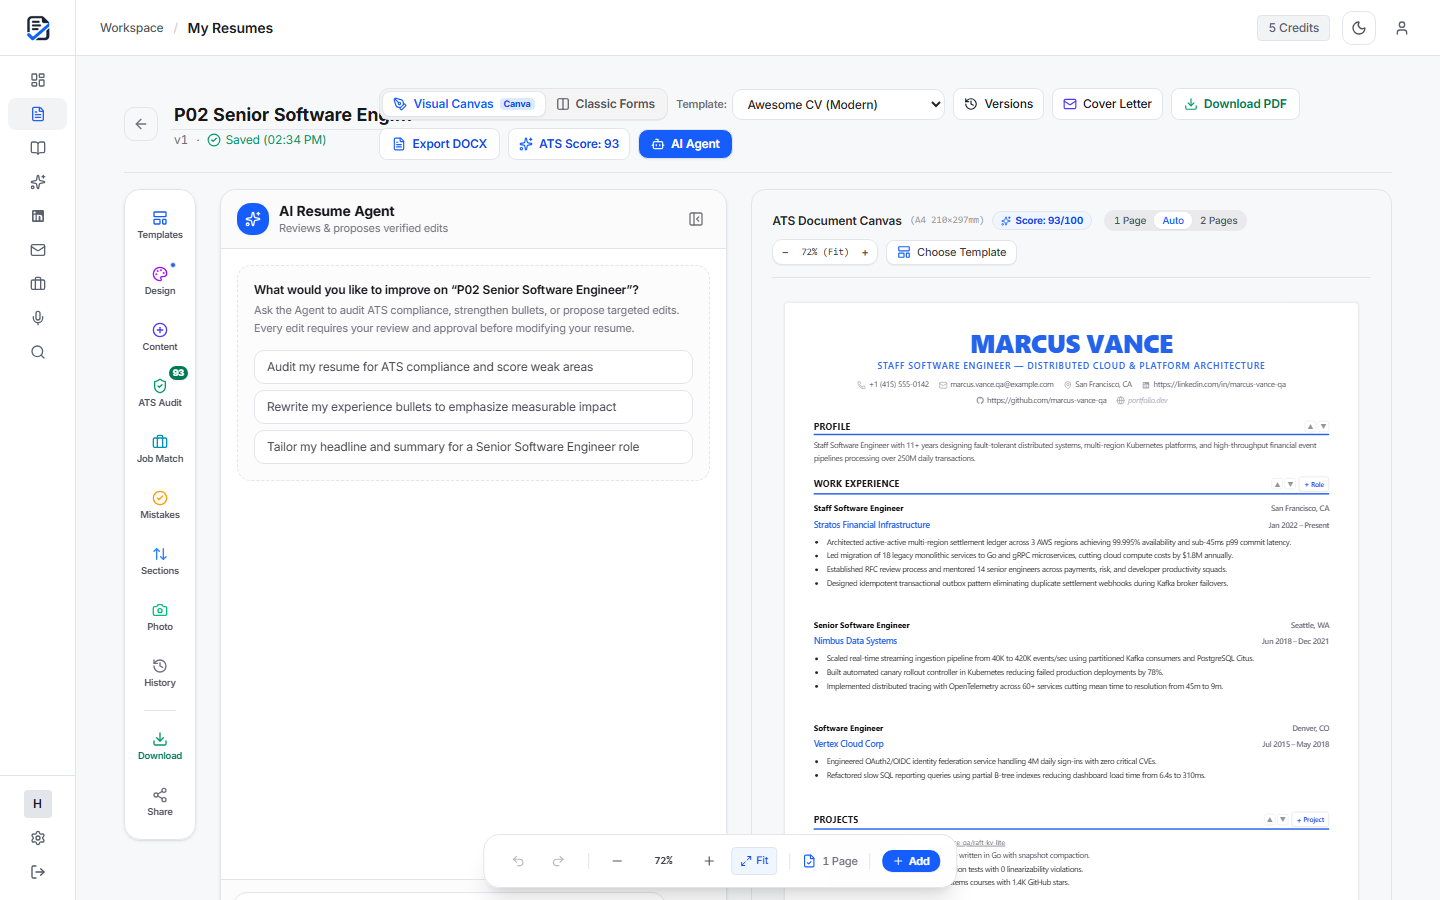 Workspace / My Resumes
5 Credits
P02 Senior Software Engin...
v1 · Saved (02:34 PM)
Visual Canvas Canva
Classic Forms
Template:
Awesome CV (Modern)
Versions
Cover Letter
Download PDF
Export DOCX
ATS Score: 93
AI Agent
Templates
Design
Content
93
ATS Audit
Job Match
Mistakes
Sections
Photo
History
Download
Share
H
AI Resume Agent
Reviews & proposes verified edits
What would you like to improve on “P02 Senior Software Engineer”?
Ask the Agent to audit ATS compliance, strengthen bullets, or propose targeted edits.
Every edit requires your review and approval before modifying your resume.
Audit my resume for ATS compliance and score weak areas
Rewrite my experience bullets to emphasize measurable impact
Tailor my headline and summary for a Senior Software Engineer role
ATS Document Canvas (A4 210×297mm) Score: 93/100 1 Page Auto 2 Pages
− 72% (Fit) + Choose Template
MARCUS VANCE
STAFF SOFTWARE ENGINEER — DISTRIBUTED CLOUD & PLATFORM ARCHITECTURE
+1 (415) 555-0142 marcus.vance.qa@example.com San Francisco, CA https://linkedin.com/in/marcus-vance-qa
https://github.com/marcus-vance-qa portfolio.dev
PROFILE
Staff Software Engineer with 11+ years designing fault-tolerant distributed systems, multi-region Kubernetes platforms, and high-throughput financial event
pipelines processing over 250M daily transactions.
WORK EXPERIENCE + Role
Staff Software Engineer San Francisco, CA
Stratos Financial Infrastructure Jan 2022 – Present
• Architected active-active multi-region settlement ledger across 3 AWS regions achieving 99.995% availability and sub-45ms p99 commit latency.
• Led migration of 18 legacy monolithic services to Go and gRPC microservices, cutting cloud compute costs by $1.8M annually.
• Established RFC review process and mentored 14 senior engineers across payments, risk, and developer productivity squads.
• Designed idempotent transactional outbox pattern eliminating duplicate settlement webhooks during Kafka broker failovers.
Senior Software Engineer Seattle, WA
Nimbus Data Systems Jun 2018 – Dec 2021
• Scaled real-time streaming ingestion pipeline from 40K to 420K events/sec using partitioned Kafka consumers and PostgreSQL Citus.
• Built automated canary rollout controller in Kubernetes reducing failed production deployments by 78%.
• Implemented distributed tracing with OpenTelemetry across 60+ services cutting mean time to resolution from 45m to 9m.
Software Engineer Denver, CO
Vertex Cloud Corp Jul 2015 – May 2018
• Engineered OAuth2/OIDC identity federation service handling 4M daily sign-ins with zero critical CVEs.
• Refactored slow SQL reporting queries using partial B-tree indexes reducing dashboard load time from 6.4s to 310ms.
PROJECTS + Project
written in Go with snapshot compaction.
tests with 0 linearizability violations.
courses with 1.4K GitHub stars.
− 72% + Fit 1 Page + Add